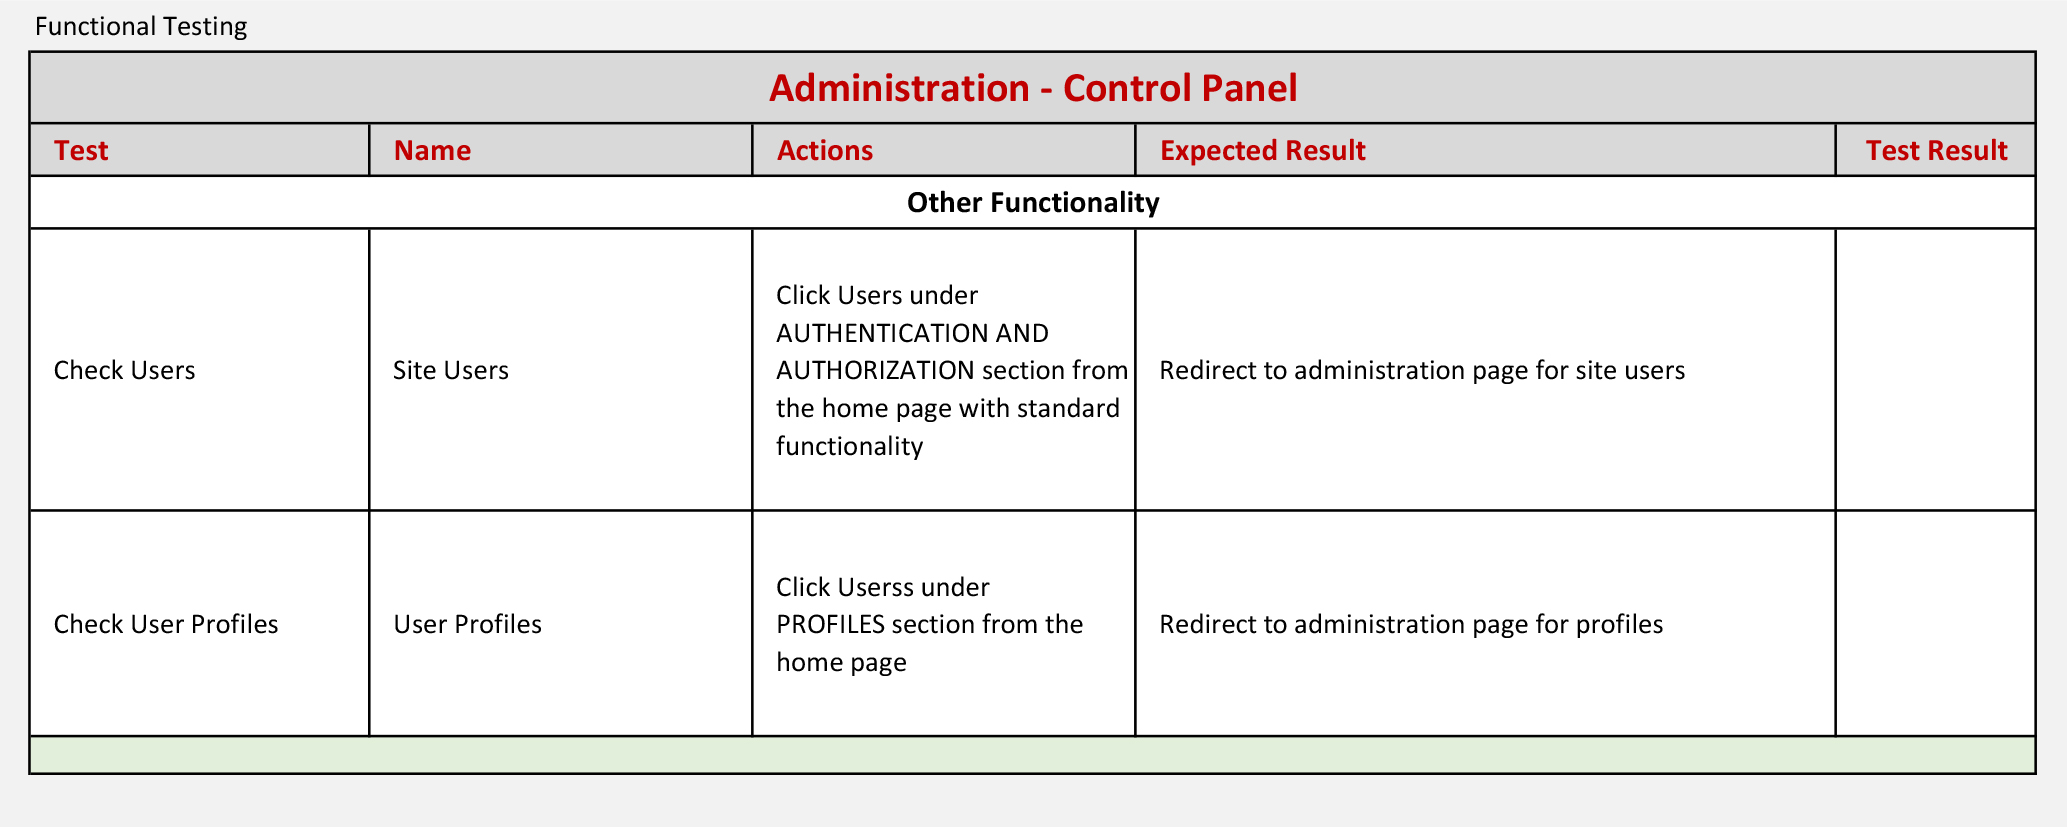 Functional Testing
Administration - Control Panel
Test Name Actions Expected Result Test Result
Other Functionality
Check Users
Site Users
Click Users under
AUTHENTICATION AND
AUTHORIZATION section from
the home page with standard
functionality
Redirect to administration page for site users
Check User Profiles
User Profiles
Click Userss under
PROFILES section from the
home page
Redirect to administration page for profiles